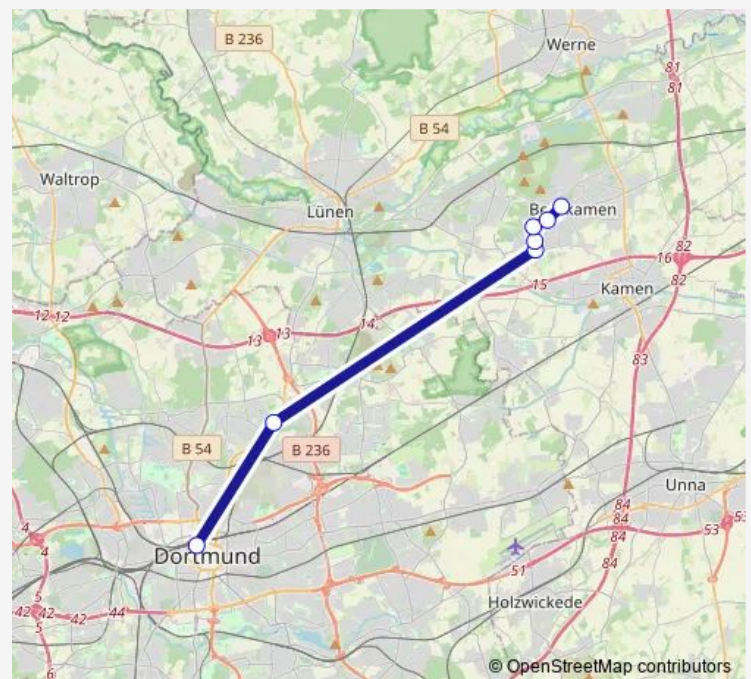 B 236
Werne
81
81
B 54
Waltrop
Lünen
Be kamen
82
16
82
15
Kamen
12 12
14
13 13
83
B 54
B 236
Unna
84
84
53
4
4
Dortmund
51
84
42 42 44
5
5
Holzwickede
6
© OpenStreetMap contributors